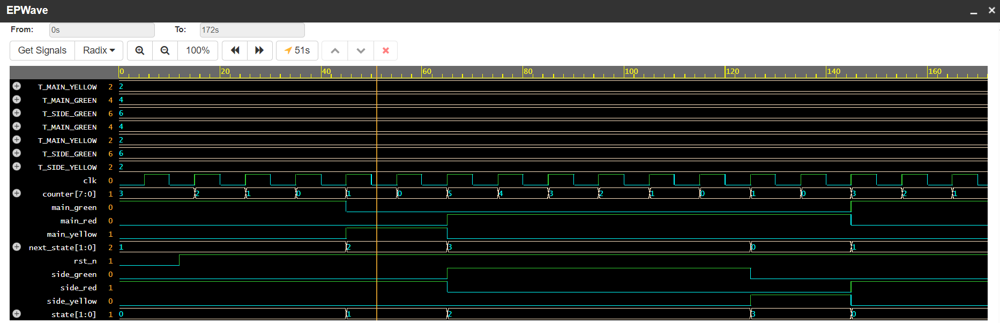 EPWave
From: 0s To: 172s
Get Signals Radix 100% 51s
0 20 40 60 80 100 120 140 160
T_MAIN_YELLOW 2 2
T_MAIN_GREEN 4 4
T_SIDE_GREEN 6 6
T_MAIN_GREEN 4 4
T_MAIN_YELLOW 2 2
T_SIDE_GREEN 6 6
T_SIDE_YELLOW 2 2
clk 0
counter[7:0] 1 3 2 1 0 1 0 5 4 3 2 1 0 1 0 3 2 1
main_green 0
main_red 0
main_yellow 1
next_state[1:0] 2 1 2 3 0 1
rst_n 1
side_green 0
side_red 1
side_yellow 0
state[1:0] 1 0 1 2 3 0